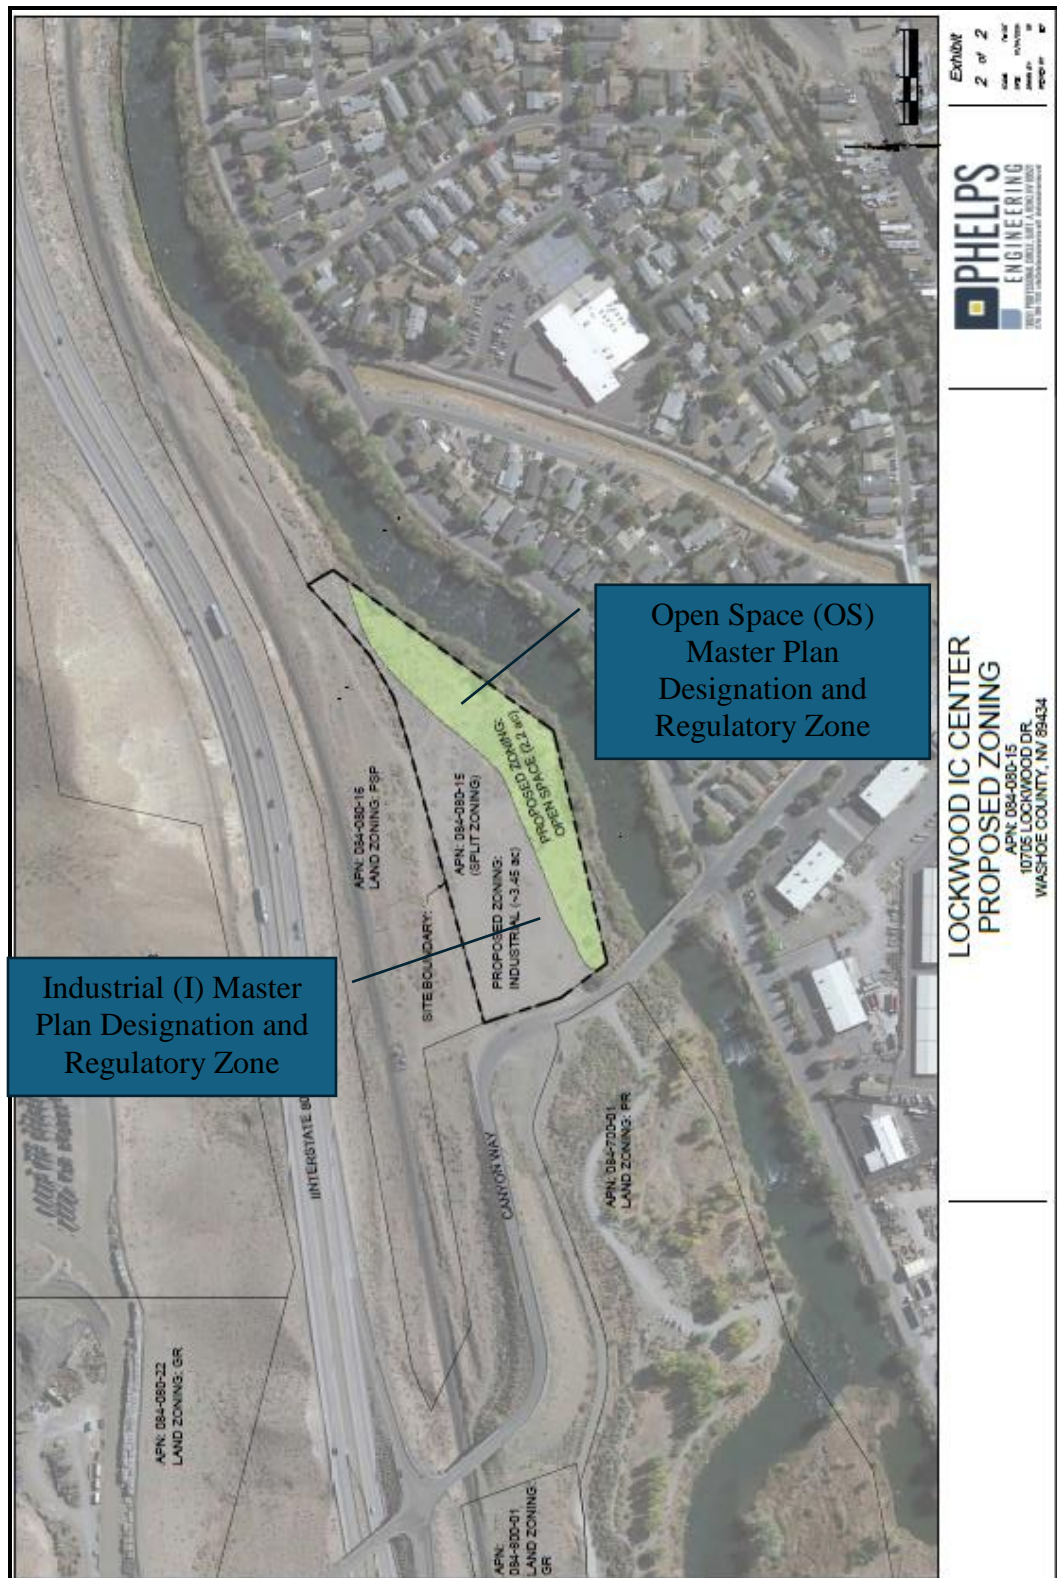 Exhibit
2 of 2
PHELPS
ENGINEERING
LOCKWOOD IC CENTER
PROPOSED ZONING
APN: 084-080-15
10705 LOCKWOOD DR.
WASHOE COUNTY, NV 89434
Open Space (OS)
Master Plan
Designation and
Regulatory Zone
Industrial (I) Master
Plan Designation and
Regulatory Zone
APN: 084-080-16
LAND ZONING: PSP
SITE BOUNDARY:
APN: 084-080-15
(SPLIT ZONING)
PROPOSED ZONING:
INDUSTRIAL (~3.45 ac)
PROPOSED ZONING:
OPEN SPACE (2.2 ac)
INTERSTATE 80
CANYON WAY
APN: 084-700-01
LAND ZONING: PR
APN: 084-080-22
LAND ZONING: GR
APN:
084-800-01
LAND ZONING:
GR